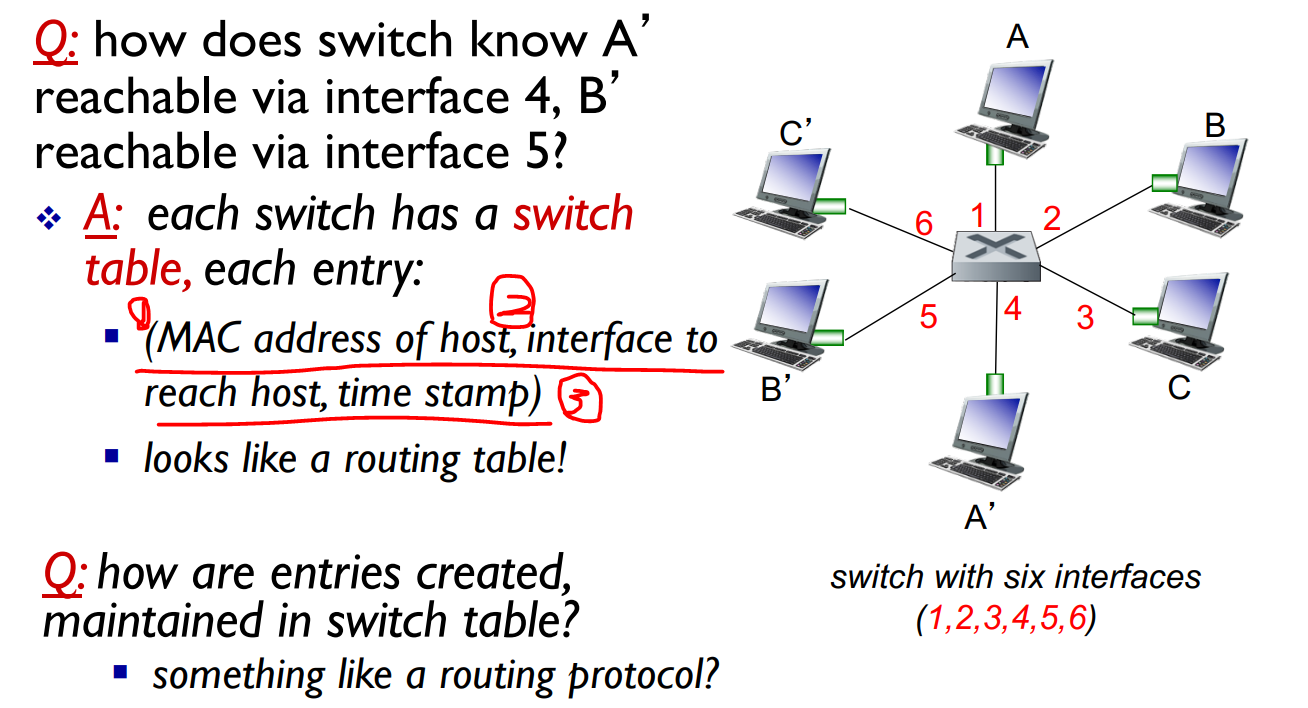 Q: how does switch know A’
reachable via interface 4, B’
reachable via interface 5?
❖ A: each switch has a switch
table, each entry:
1
2
▪ (MAC address of host, interface to
reach host, time stamp) 3
▪ looks like a routing table!
Q: how are entries created,
maintained in switch table?
▪ something like a routing protocol?
A
B
C’
6 1 2
5 4 3
B’
C
A’
switch with six interfaces
(1,2,3,4,5,6)